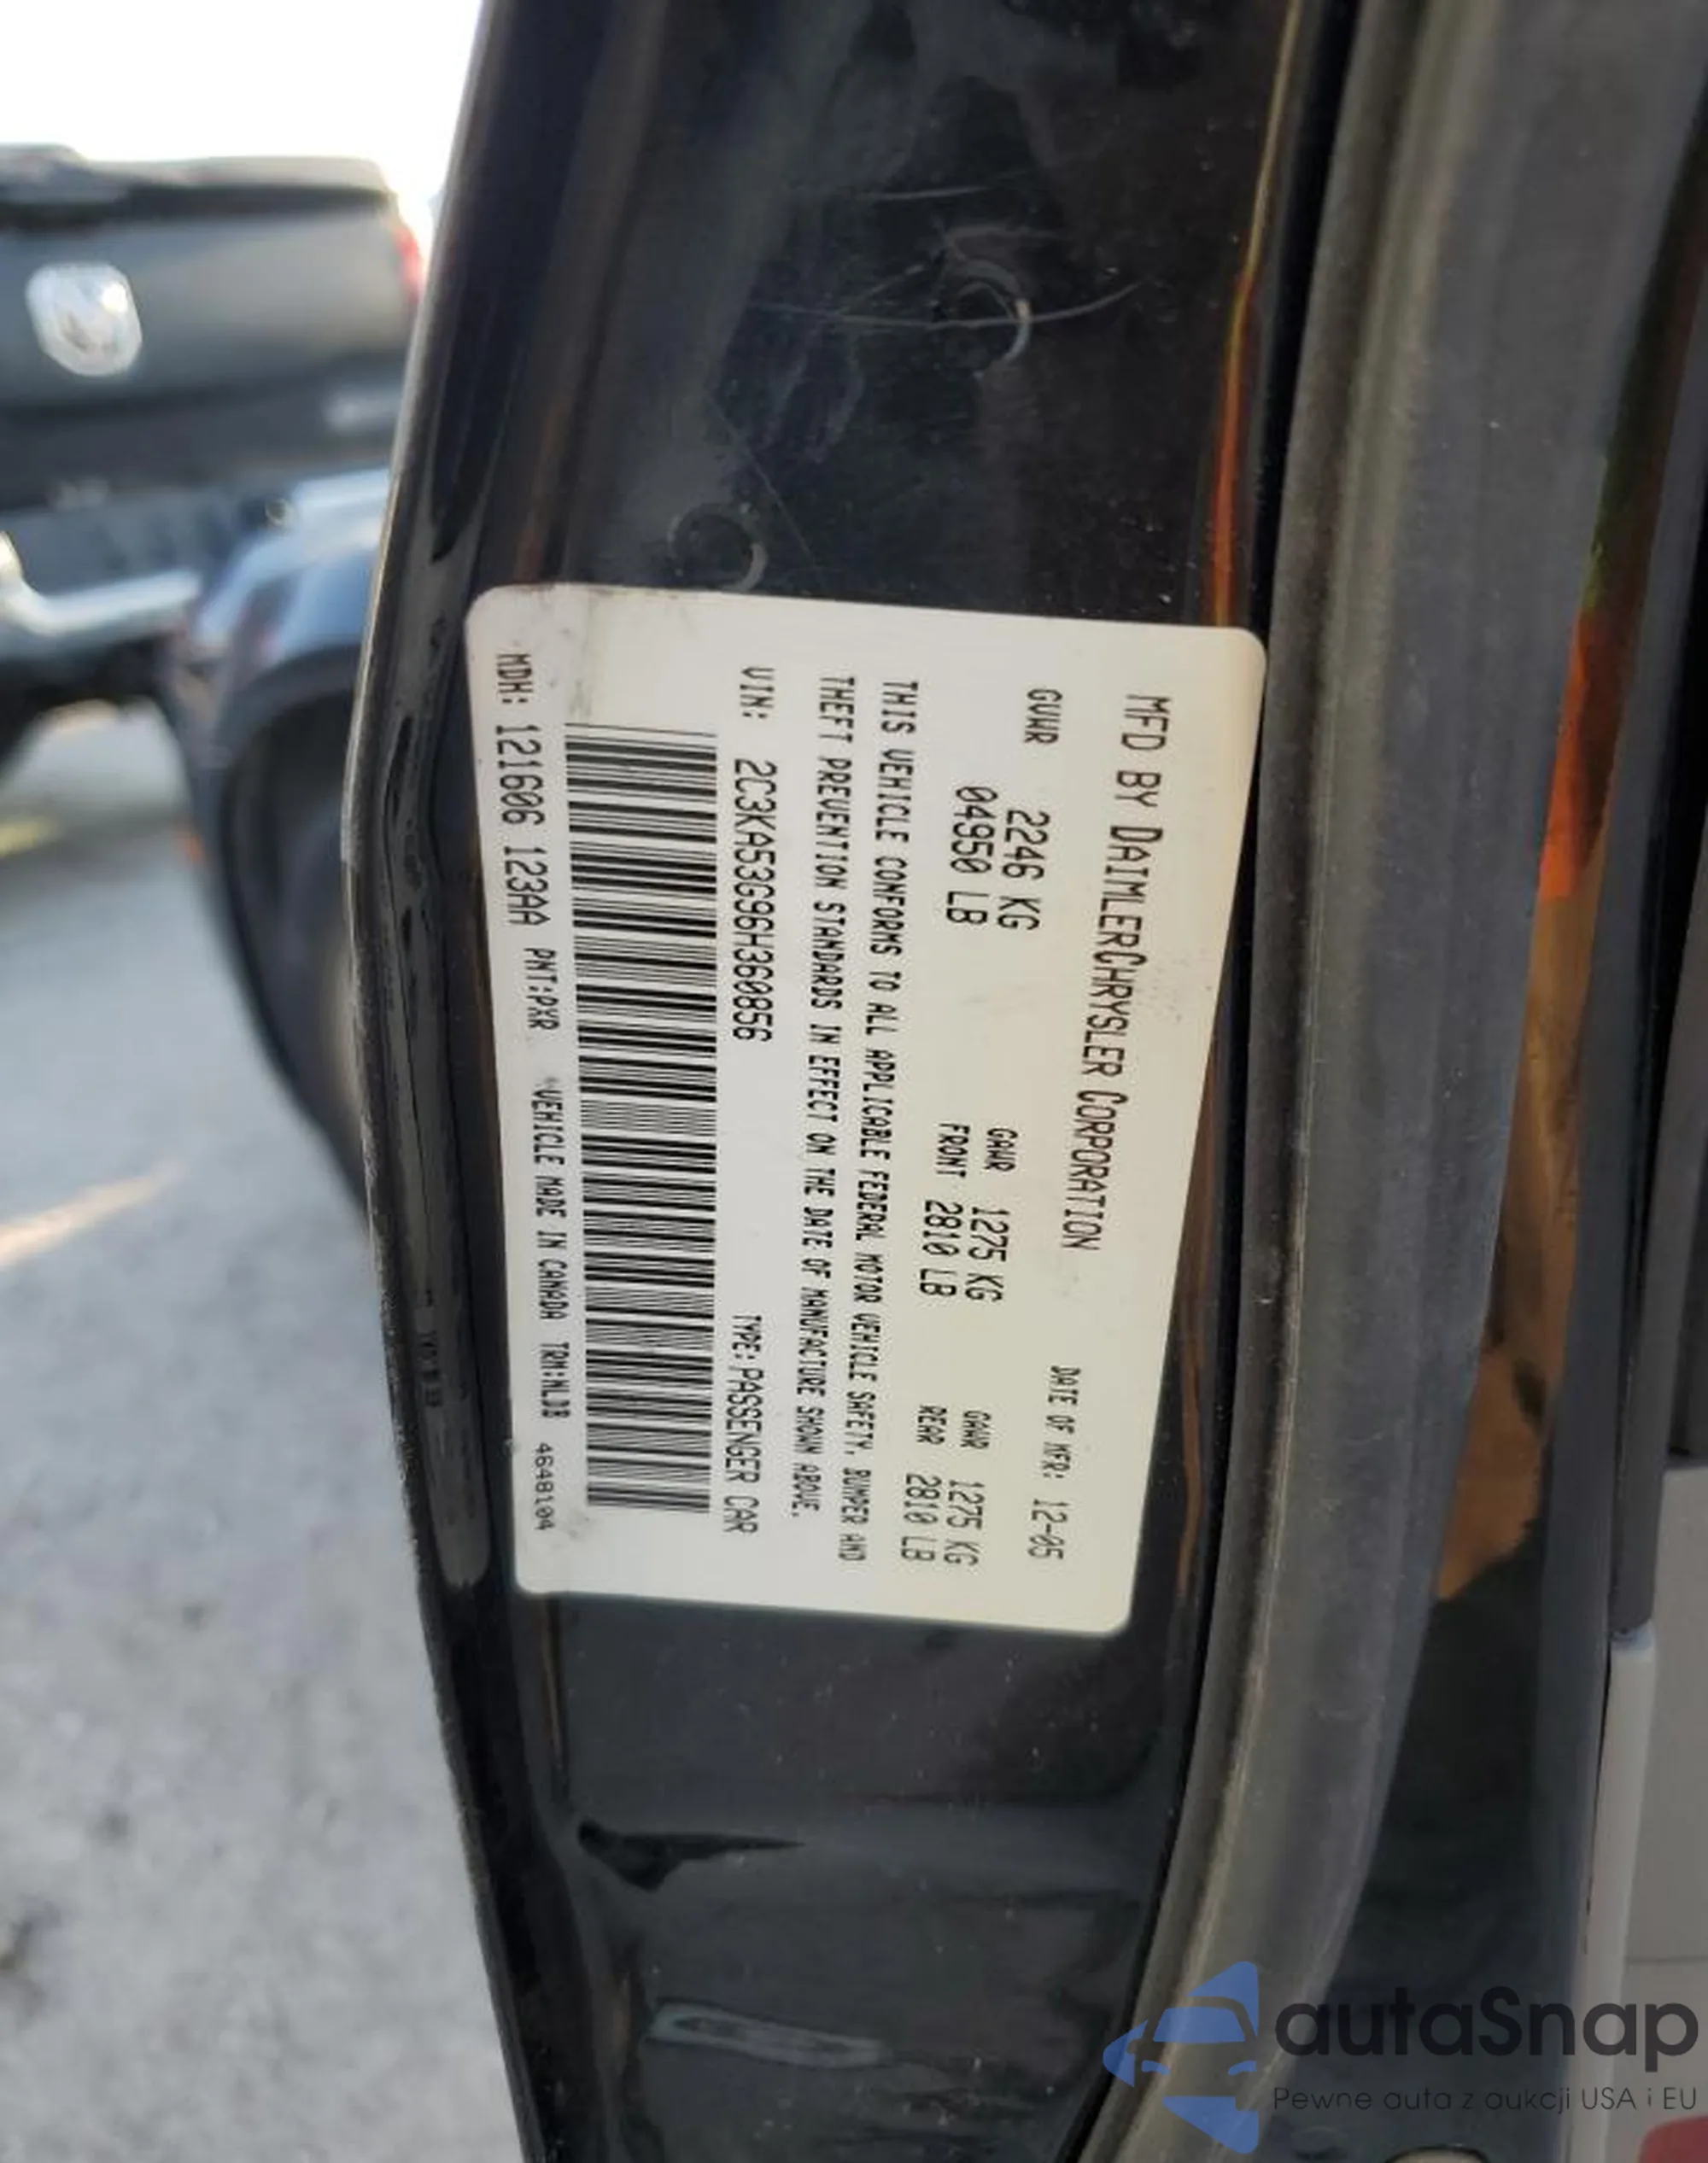 MFD BY DAIMLERCHRYSLER CORPORATION
DATE OF MFR: 12-05
GVWR 2246 KG
04950 LB
GAWR 1275 KG
FRONT 2810 LB
GAWR 1275 KG
REAR 2810 LB
THIS VEHICLE CONFORMS TO ALL APPLICABLE FEDERAL MOTOR VEHICLE SAFETY, BUMPER AND
THEFT PREVENTION STANDARDS IN EFFECT ON THE DATE OF MANUFACTURE SHOWN ABOVE.
VIN: 2C3KA53G96H360856 TYPE: PASSENGER CAR
MDH: 121606 123AA PNT:PXR *VEHICLE MADE IN CANADA TRM:MLDB 4648104
autaSnap
Pewne auta z aukcji USA i EU